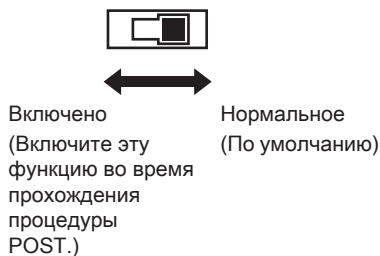 Включено
(Включите эту
функцию во время
прохождения
процедуры
POST.)
Нормальное
(По умолчанию)